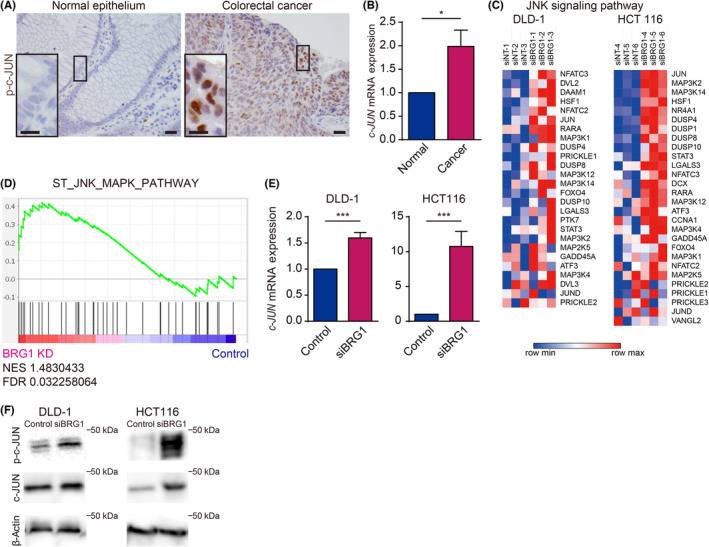 (A)
Normal epithelium
Colorectal cancer
p-c-JUN
(B)
c-JUN mRNA expression
2.5
2.0
1.5
1.0
0.5
0.0
*
Normal
Cancer
(C)
JNK signaling pathway
DLD-1
HCT 116
siNT-1
siNT-2
siNT-3
siBRG1-1
siBRG1-2
siBRG1-3
siNT-4
siNT-5
siNT-6
siBRG1-4
siBRG1-5
siBRG1-6
NFATC3
DVL2
DAAM1
HSF1
NFATC2
JUN
RARA
MAP3K1
DUSP4
PRICKLE1
DUSP8
MAP3K12
MAP3K14
FOXO4
DUSP10
LGALS3
PTK7
STAT3
MAP3K2
MAP2K5
GADD45A
ATF3
MAP3K4
DVL3
JUND
PRICKLE2
JUN
MAP3K2
MAP3K14
HSF1
NR4A1
DUSP4
DUSP1
DUSP8
DUSP10
STAT3
LGALS3
NFATC3
DCX
RARA
MAP3K12
ATF3
CCNA1
MAP3K4
GADD45A
FOXO4
MAP3K1
NFATC2
MAP2K5
PRICKLE2
PRICKLE1
PRICKLE3
JUND
VANGL2
row min
row max
(D)
ST_JNK_MAPK_PATHWAY
0.4
0.3
0.2
0.1
0.0
-0.1
BRG1 KD
Control
NES 1.4830433
FDR 0.032258064
(E)
c-JUN mRNA expression
DLD-1
2.0
1.5
1.0
0.5
0.0
***
Control
siBRG1
HCT116
15
10
5
0
***
Control
siBRG1
(F)
DLD-1
HCT116
Control siBRG1
Control siBRG1
p-c-JUN
−50 kDa
−50 kDa
c-JUN
−50 kDa
−50 kDa
β-Actin
−50 kDa
−50 kDa